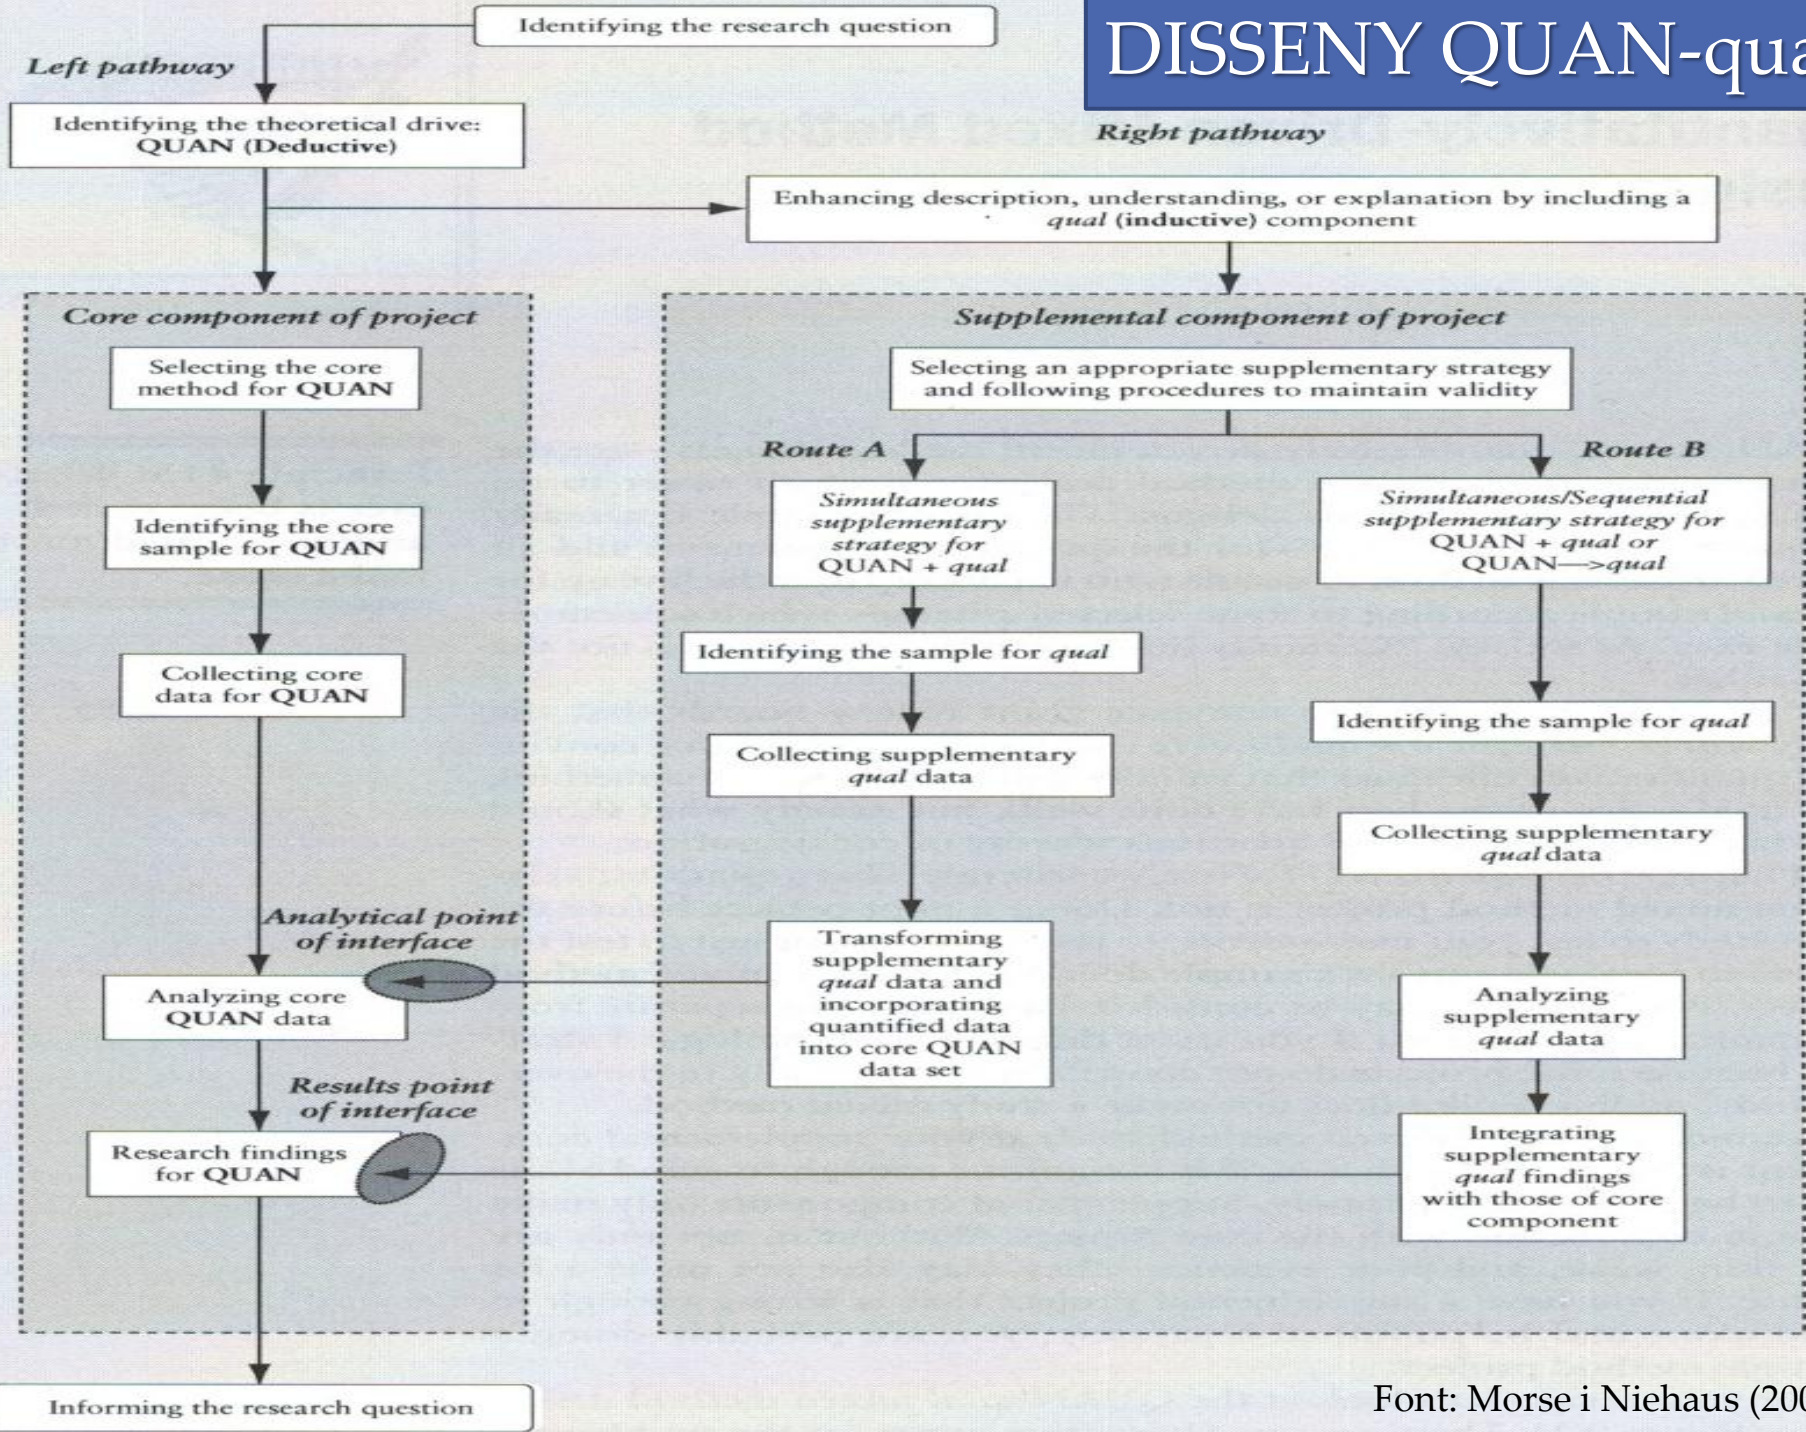 DISSENY QUAN-qua
Identifying the research question
Left pathway
Identifying the theoretical drive:
QUAN (Deductive)
Right pathway
Enhancing description, understanding, or explanation by including a
qual (inductive) component
Core component of project
Selecting the core
method for QUAN
Identifying the core
sample for QUAN
Collecting core
data for QUAN
Analytical point
of interface
Analyzing core
QUAN data
Results point
of interface
Research findings
for QUAN
Informing the research question
Supplemental component of project
Selecting an appropriate supplementary strategy
and following procedures to maintain validity
Route A
Simultaneous
supplementary
strategy for
QUAN + qual
Identifying the sample for qual
Collecting supplementary
qual data
Transforming
supplementary
qual data and
incorporating
quantified data
into core QUAN
data set
Route B
Simultaneous/Sequential
supplementary strategy for
QUAN + qual or
QUAN—>qual
Identifying the sample for qual
Collecting supplementary
qual data
Analyzing
supplementary
qual data
Integrating
supplementary
qual findings
with those of core
component
Font: Morse i Niehaus (200